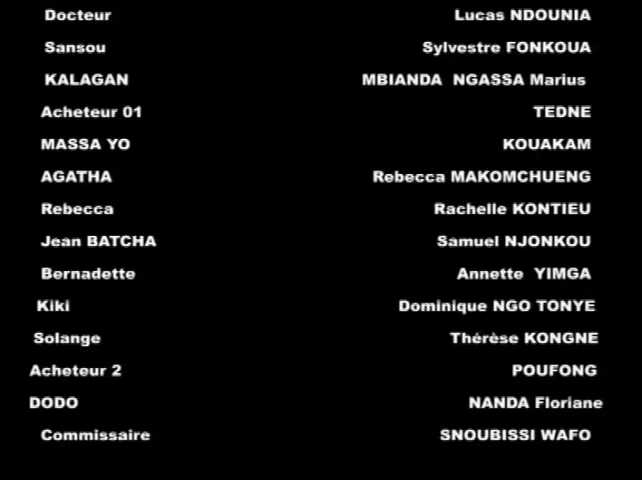 Docteur Lucas NDOUNIA
Sansou Sylvestre FONKOUA
KALAGAN MBIANDA NGASSA Marius
Acheteur 01 TEDNE
MASSA YO KOUAKAM
AGATHA Rebecca MAKOMCHUENG
Rebecca Rachelle KONTIEU
Jean BATCHA Samuel NJONKOU
Bernadette Annette YIMGA
Kiki Dominique NGO TONYE
Solange Thérèse KONGNE
Acheteur 2 POUFONG
DODO NANDA Floriane
Commissaire SNOUBISSI WAFO